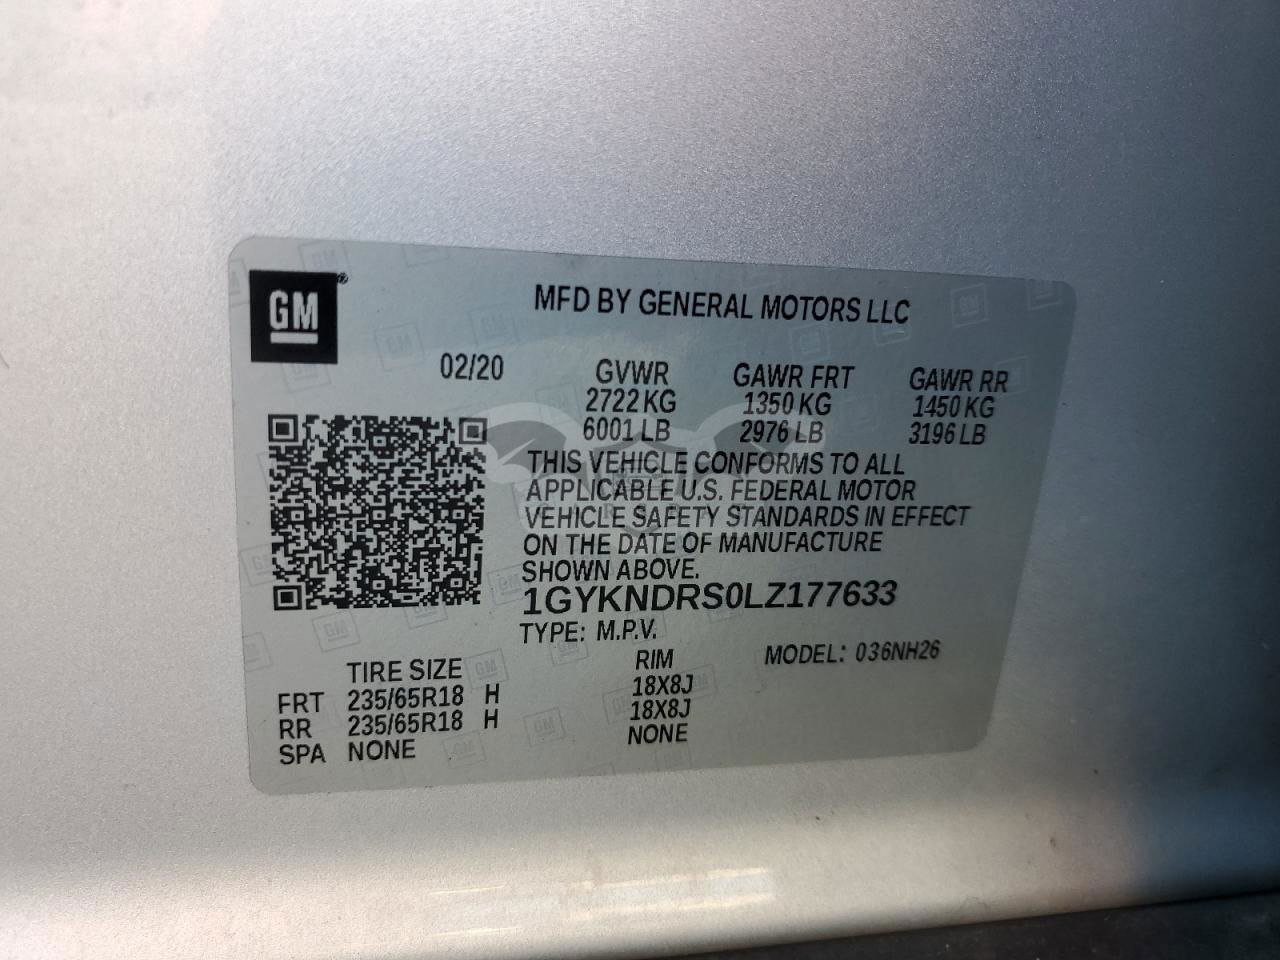 GM®
MFD BY GENERAL MOTORS LLC
02/20 GVWR GAWR FRT GAWR RR
2722 KG 1350 KG 1450 KG
6001 LB 2976 LB 3196 LB
THIS VEHICLE CONFORMS TO ALL
APPLICABLE U.S. FEDERAL MOTOR
VEHICLE SAFETY STANDARDS IN EFFECT
ON THE DATE OF MANUFACTURE
SHOWN ABOVE.
1GYKNDRS0LZ177633
TYPE: M.P.V. MODEL: 036NH26
TIRE SIZE RIM
FRT 235/65R18 H 18X8J
RR 235/65R18 H 18X8J
SPA NONE NONE